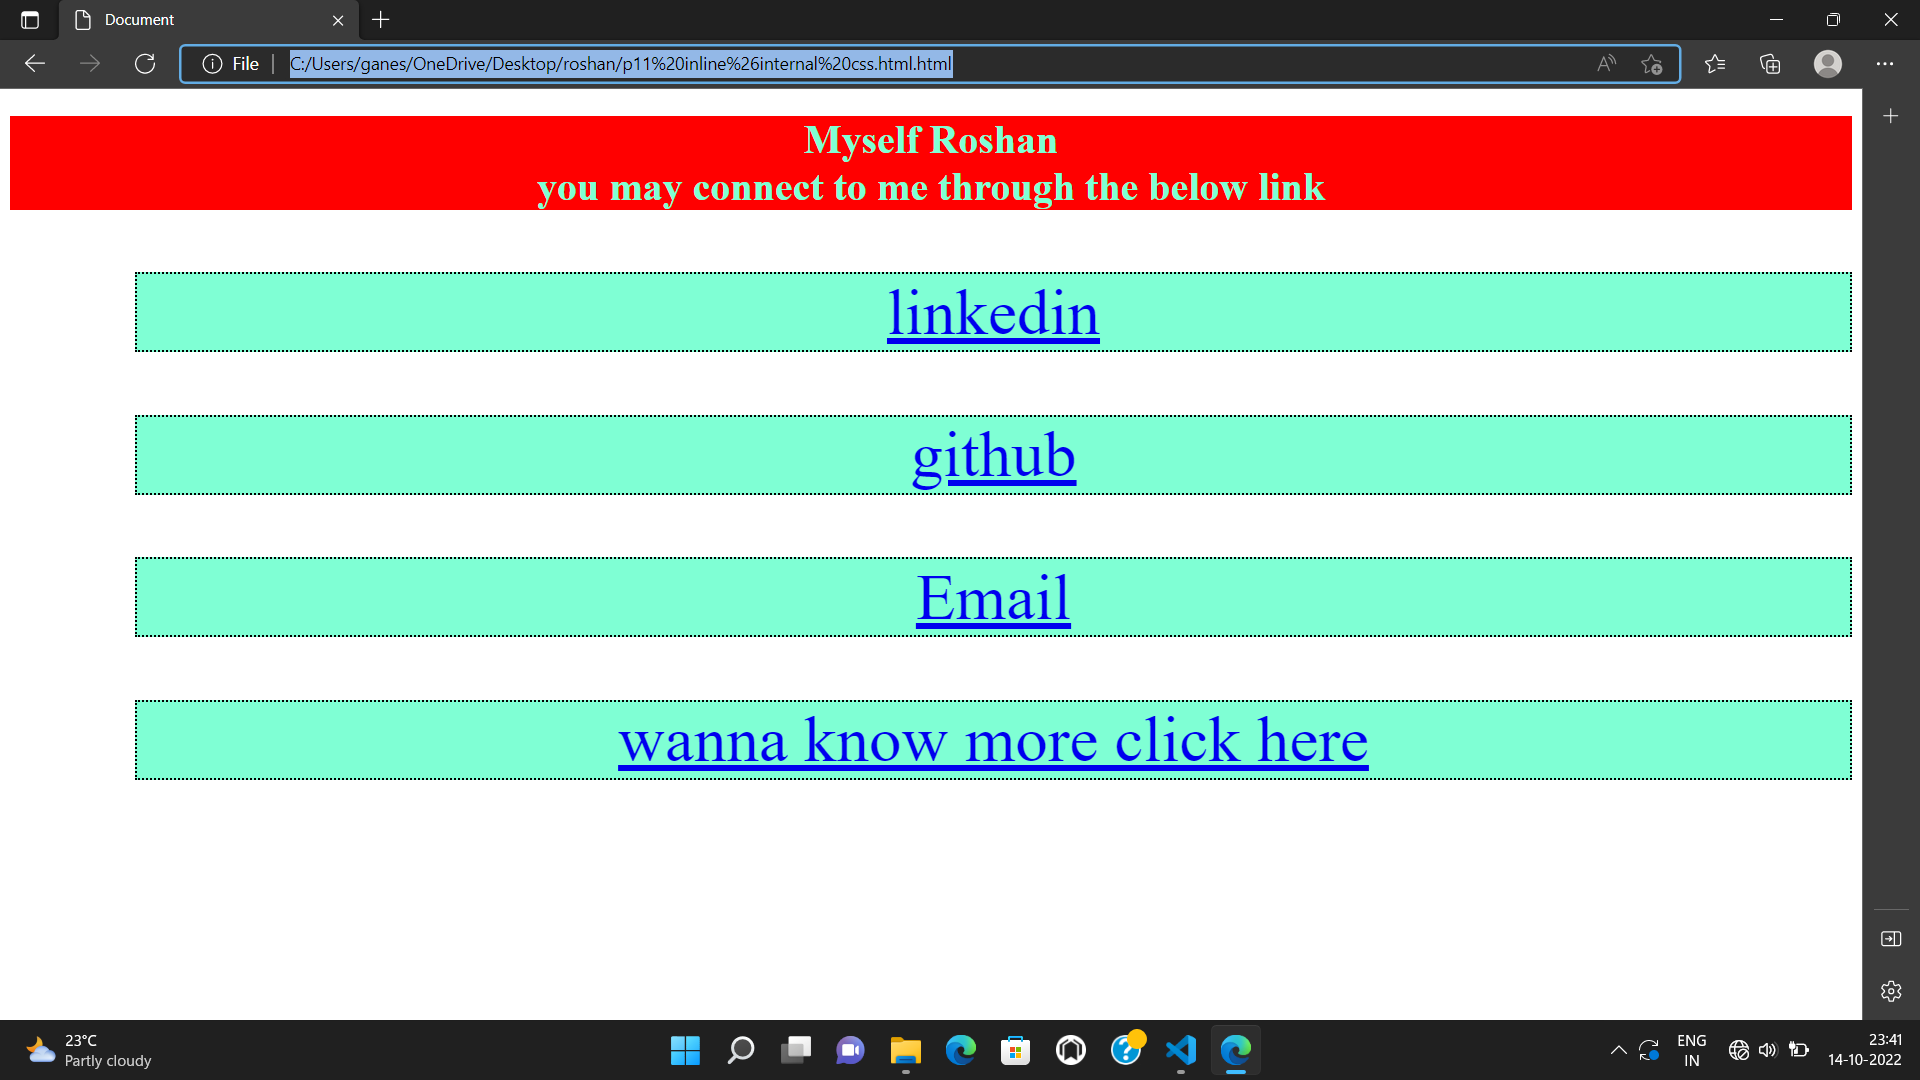 Document
File
C:/Users/ganes/OneDrive/Desktop/roshan/p11%20inline%26internal%20css.html.html
Myself Roshan
you may connect to me through the below link
linkedin
github
Email
wanna know more click here
23°C
Partly cloudy
ENG
IN
23:41
14-10-2022